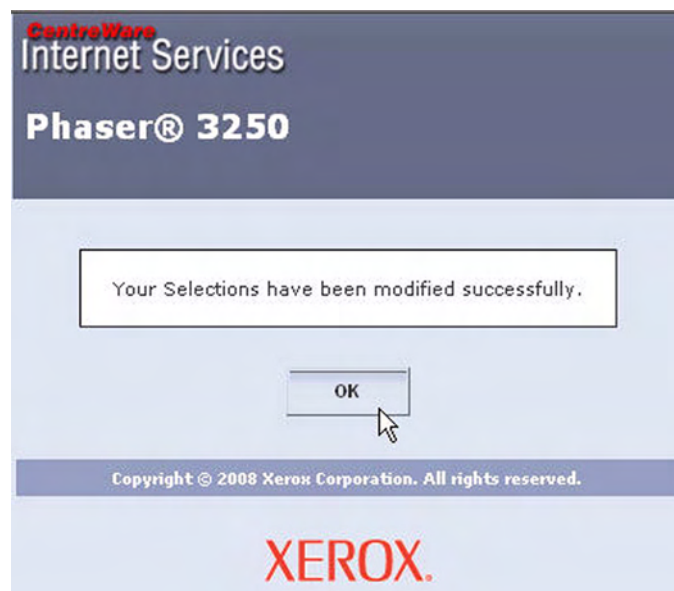 CentreWare
Internet Services
Phaser® 3250
Your Selections have been modified successfully.
OK
Copyright © 2008 Xerox Corporation. All rights reserved.
XEROX.